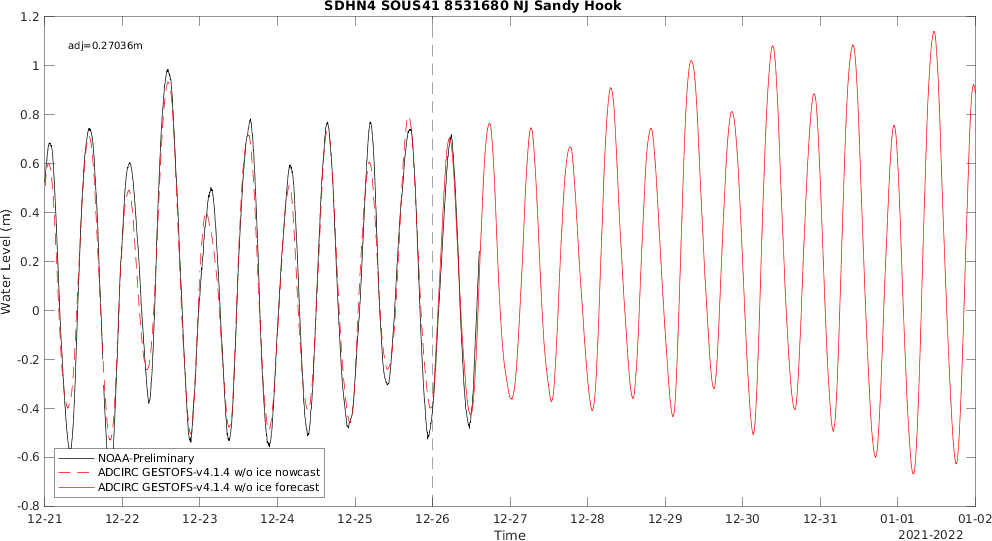 SDHN4 SOUS41 8531680 NJ Sandy Hook
adj=0.27036m
1.2
1
0.8
0.6
0.4
0.2
0
-0.2
-0.4
-0.6
-0.8
Water Level (m)
NOAA-Preliminary
ADCIRC GESTOFS-v4.1.4 w/o ice nowcast
ADCIRC GESTOFS-v4.1.4 w/o ice forecast
12-21 12-22 12-23 12-24 12-25 12-26 12-27 12-28 12-29 12-30 12-31 01-01 01-02
Time
2021-2022